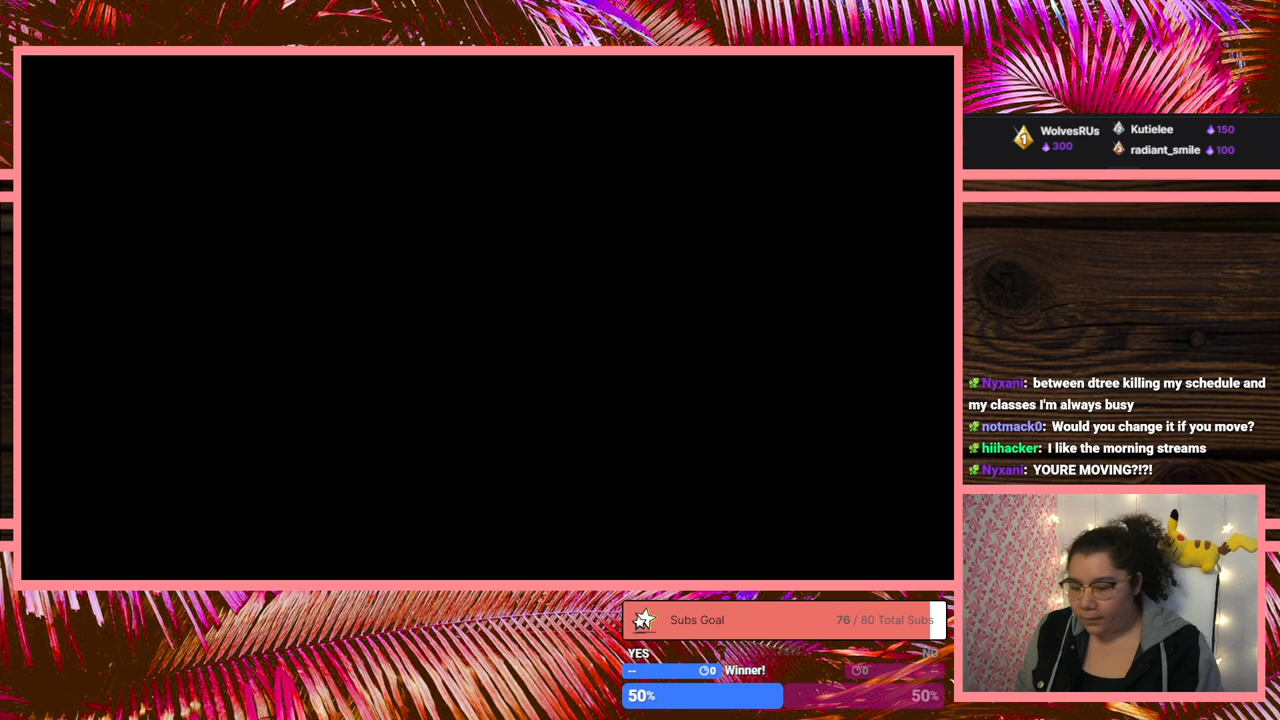 WolvesRUs
300
Kutielee 150
radiant_smile 100
Nyxani: between dtree killing my schedule and
my classes I'm always busy
notmack0: Would you change it if you move?
hiihacker: I like the morning streams
Nyxani: YOURE MOVING?!?!
Subs Goal 76 / 80 Total Subs
YES NO
-- 0 Winner! 0 --
50% 50%